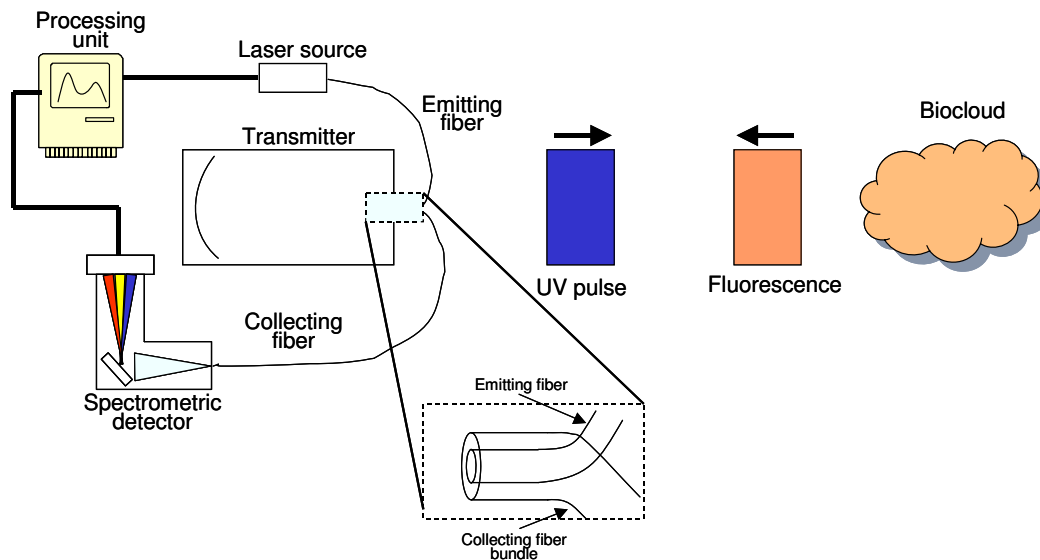 Processing
unit
Laser source
Emitting
fiber
Transmitter
Biocloud
UV pulse
Fluorescence
Collecting
fiber
Spectrometric
detector
Emitting fiber
Collecting fiber
bundle